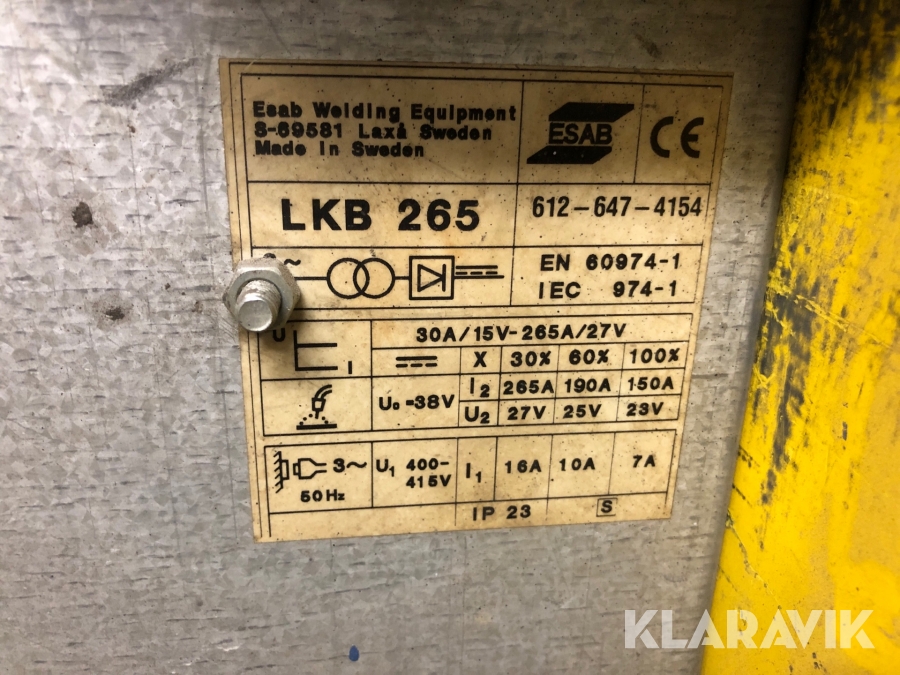 Esab Welding Equipment
S-69581 Laxå Sweden
Made in Sweden
ESAB
CE
LKB 265
612-647-4154
3~
EN 60974-1
IEC 974-1
U
I
30A/15V-265A/27V
X 30% 60% 100%
U₀=38V
I₂ 265A 190A 150A
U₂ 27V 25V 23V
3~
50Hz
U₁ 400-
415V
I₁ 16A 10A 7A
IP 23
S
KLARAVIK